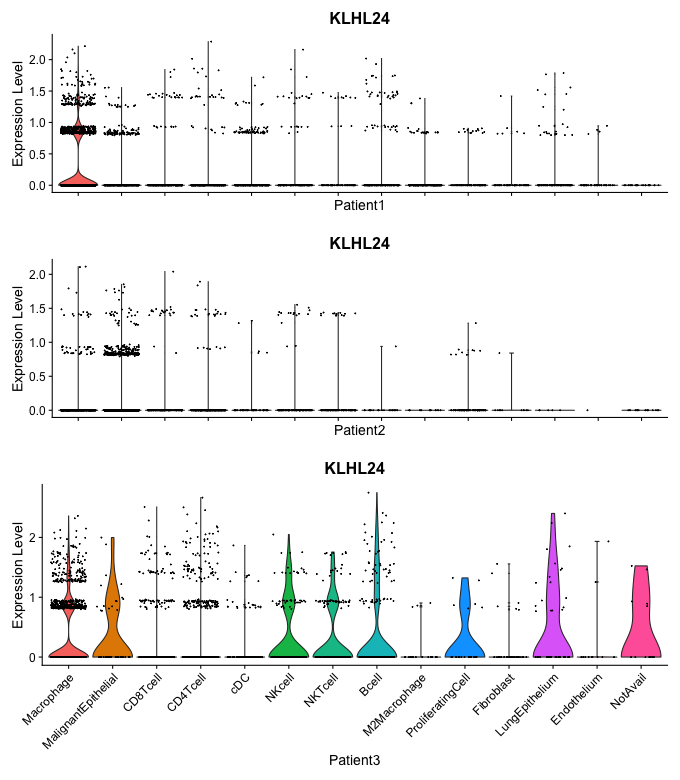 KLHL24
Expression Level
2.0
1.5
1.0
0.5
0.0
Patient1
KLHL24
Expression Level
2.0
1.5
1.0
0.5
0.0
Patient2
KLHL24
Expression Level
2
1
0
Macrophage
MalignantEpithelial
CD8Tcell
CD4Tcell
cDC
NKcell
NKTcell
Bcell
M2Macrophage
ProliferatingCell
Fibroblast
LungEpithelium
Endothelium
NotAvail
Patient3